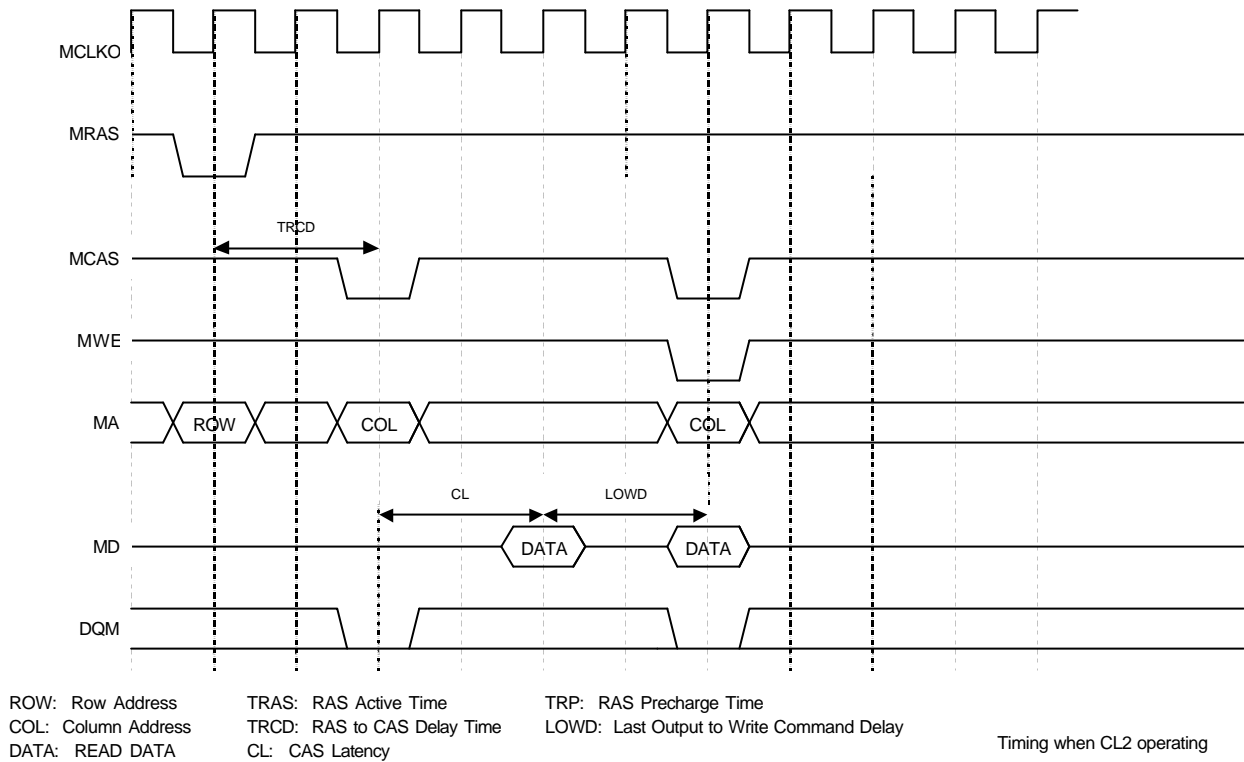 MCLKO
MRAS
TRCD
MCAS
MWE
MA ROW COL COL
CL LOWD
MD DATA DATA
DQM
ROW: Row Address TRAS: RAS Active Time TRP: RAS Precharge Time
COL: Column Address TRCD: RAS to CAS Delay Time LOWD: Last Output to Write Command Delay
DATA: READ DATA CL: CAS Latency Timing when CL2 operating